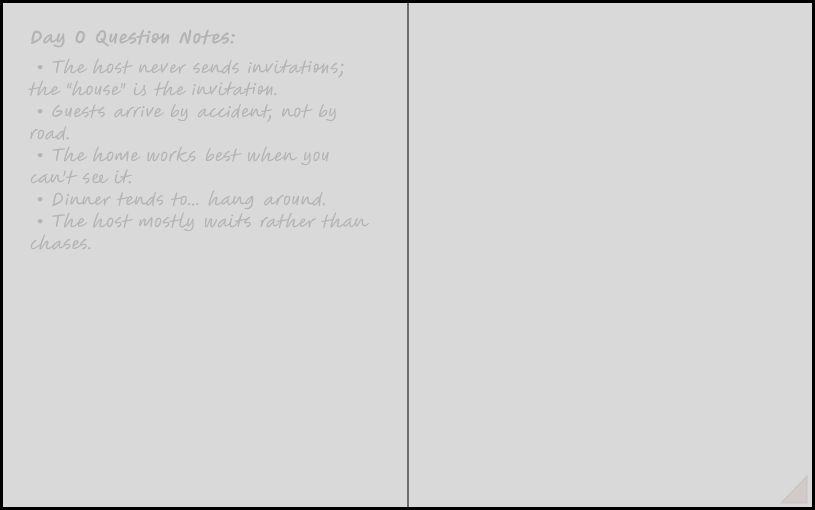 Day 0 Question Notes:
• The host never sends invitations;
the "house" is the invitation.
• Guests arrive by accident, not by
road.
• The home works best when you
can't see it.
• Dinner tends to... hang around.
• The host mostly waits rather than
chases.